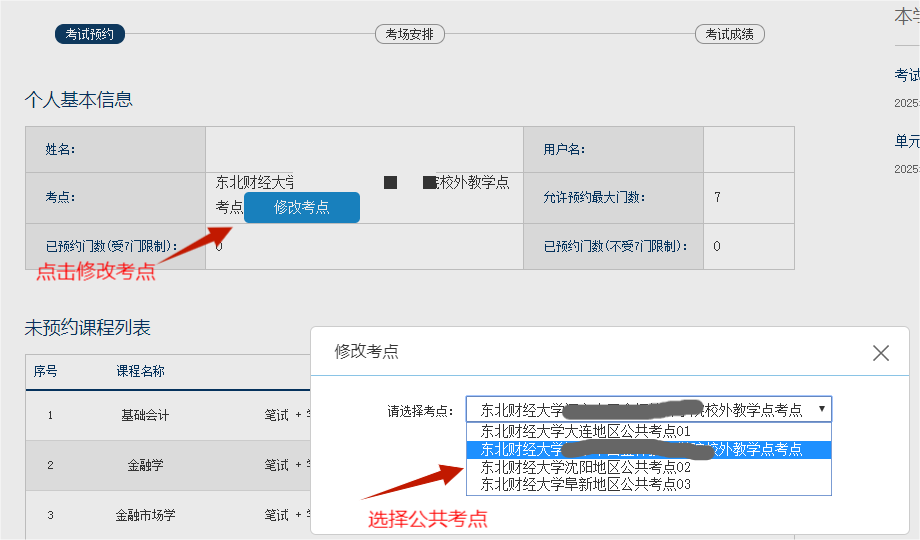 考试预约
考场安排
考试成绩
本学
个人基本信息
考试
2025
单元
2025
姓名:
用户名:
考点:
东北财经大学 院校外教学点
考点 修改考点
允许预约最大门数:
7
已预约门数(受7门限制):
0
已预约门数(不受7门限制):
0
点击修改考点
未预约课程列表
序号 课程名称
1 基础会计 笔试 +
2 金融学 笔试 +
3 金融市场学 笔试 +
修改考点
请选择考点:
东北财经大学 院校外教学点考点
东北财经大学大连地区公共考点01
东北财经大学 院校外教学点考点
东北财经大学沈阳地区公共考点02
东北财经大学阜新地区公共考点03
选择公共考点